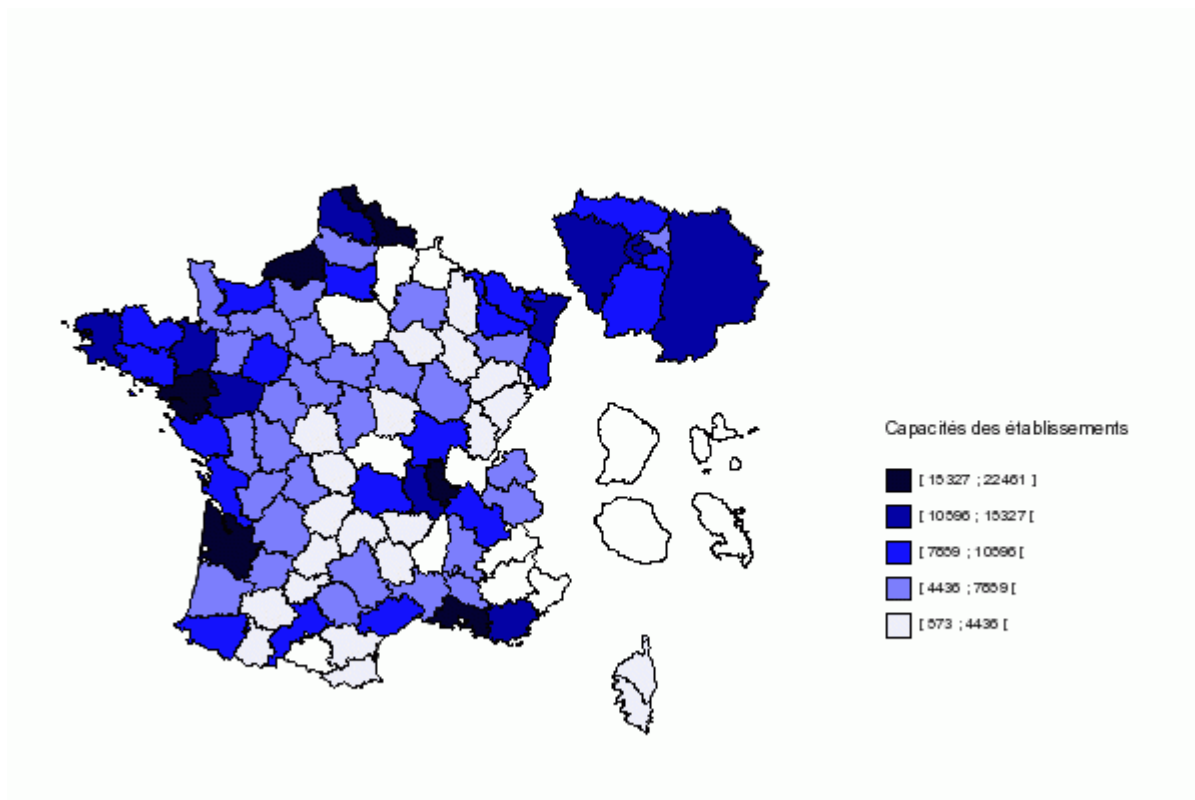 Capacités des établissements
[ 15327 ; 22461 ]
[ 10596 ; 15327 [
[ 7659 ; 10596 [
[ 4436 ; 7659 [
[ 573 ; 4436 [